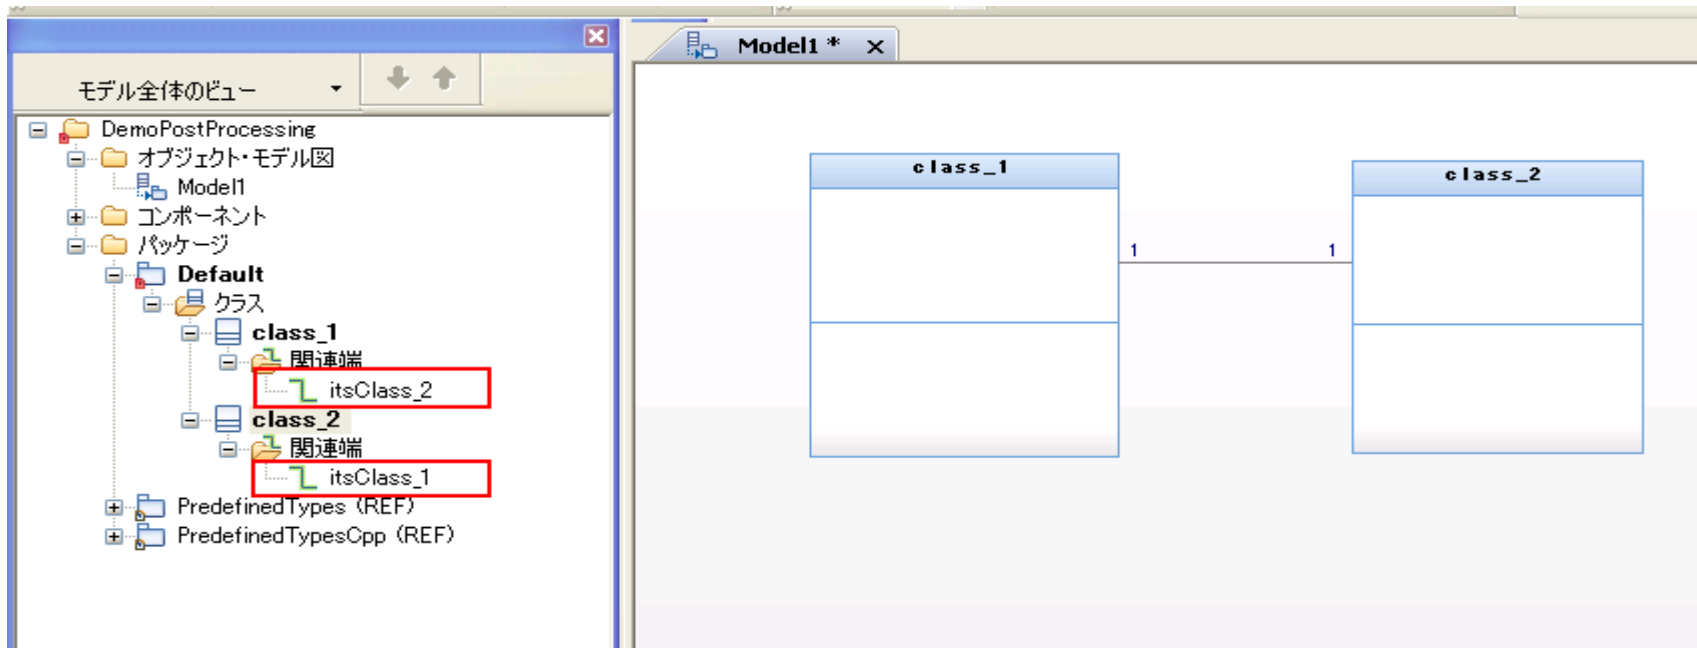 モデル全体のビュー
DemoPostProcessing
オブジェクト・モデル図
Model1
コンポーネント
パッケージ
Default
クラス
class_1
関連端
itsClass_2
class_2
関連端
itsClass_1
PredefinedTypes (REF)
PredefinedTypesCpp (REF)
Model1 *
class_1
class_2
1 1